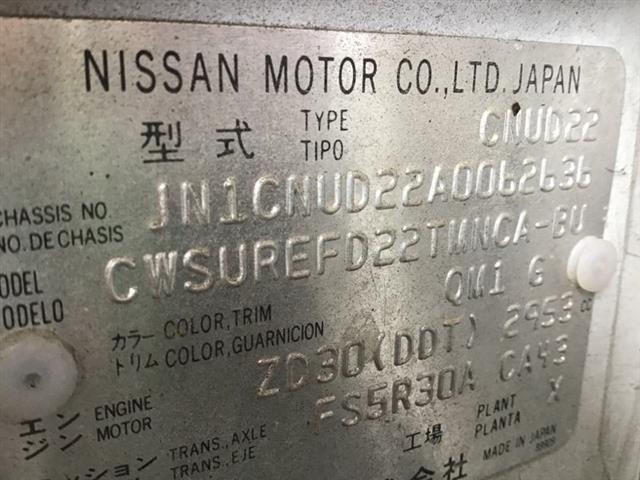 NISSAN MOTOR CO.,LTD. JAPAN
型式 TYPE TIPO CNUD22
CHASSIS NO. NO. DE CHASIS JN1CNUD22A0062636
MODEL MODELO CWSUREFD22TMNCA-BU
カラー COLOR, TRIM QM1 G
トリム COLOR, GUARNICION
エンジン ENGINE MOTOR ZD30(DDT) 2953 cc
TRANS., AXLE FS5R30A CA43
TRANS., EJE
工場 PLANT PLANTA X
MADE IN JAPAN